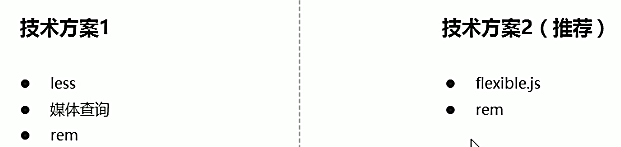 技术方案1
● less
● 媒体查询
● rem
技术方案2（推荐）
● flexible.js
● rem